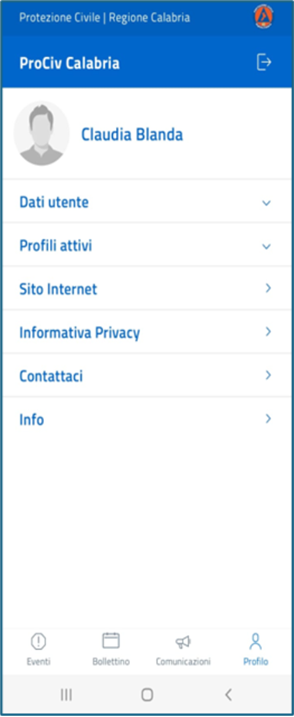 Protezione Civile | Regione Calabria
ProCiv Calabria
Claudia Blanda
Dati utente
Profili attivi
Sito Internet
Informativa Privacy
Contattaci
Info
Eventi Bollettino Comunicazioni Profilo